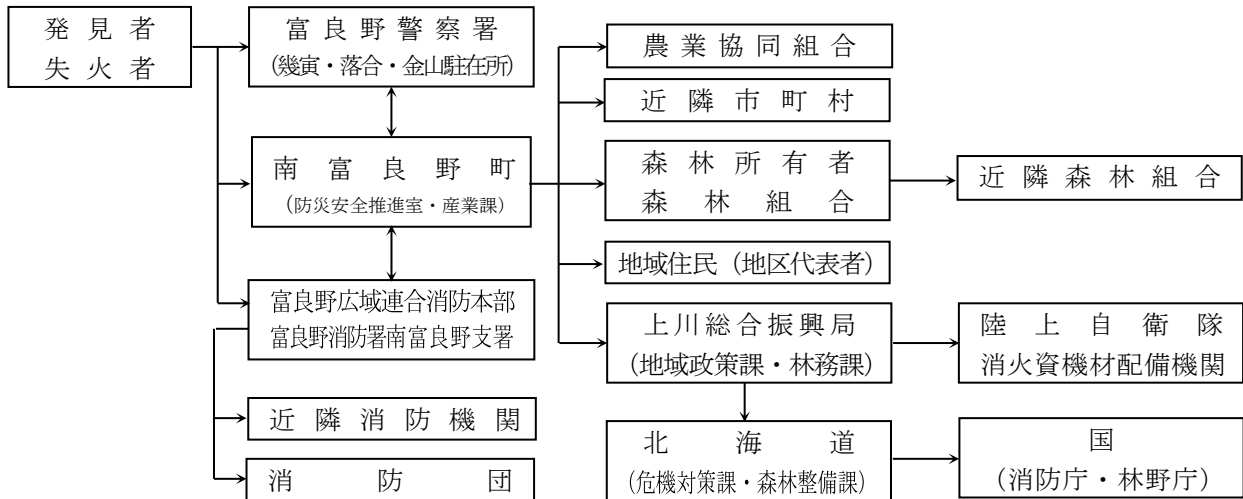 発見者
失火者
富良野警察署
(幾寅・落合・金山駐在所)
南富良野町
(防災安全推進室・産業課)
富良野広域連合消防本部
富良野消防署南富良野支署
近隣消防機関
消防団
農業協同組合
近隣市町村
森林所有者
森林組合
近隣森林組合
地域住民(地区代表者)
上川総合振興局
(地域政策課・林務課)
陸上自衛隊
消火資機材配備機関
北海道
(危機対策課・森林整備課)
国
(消防庁・林野庁)